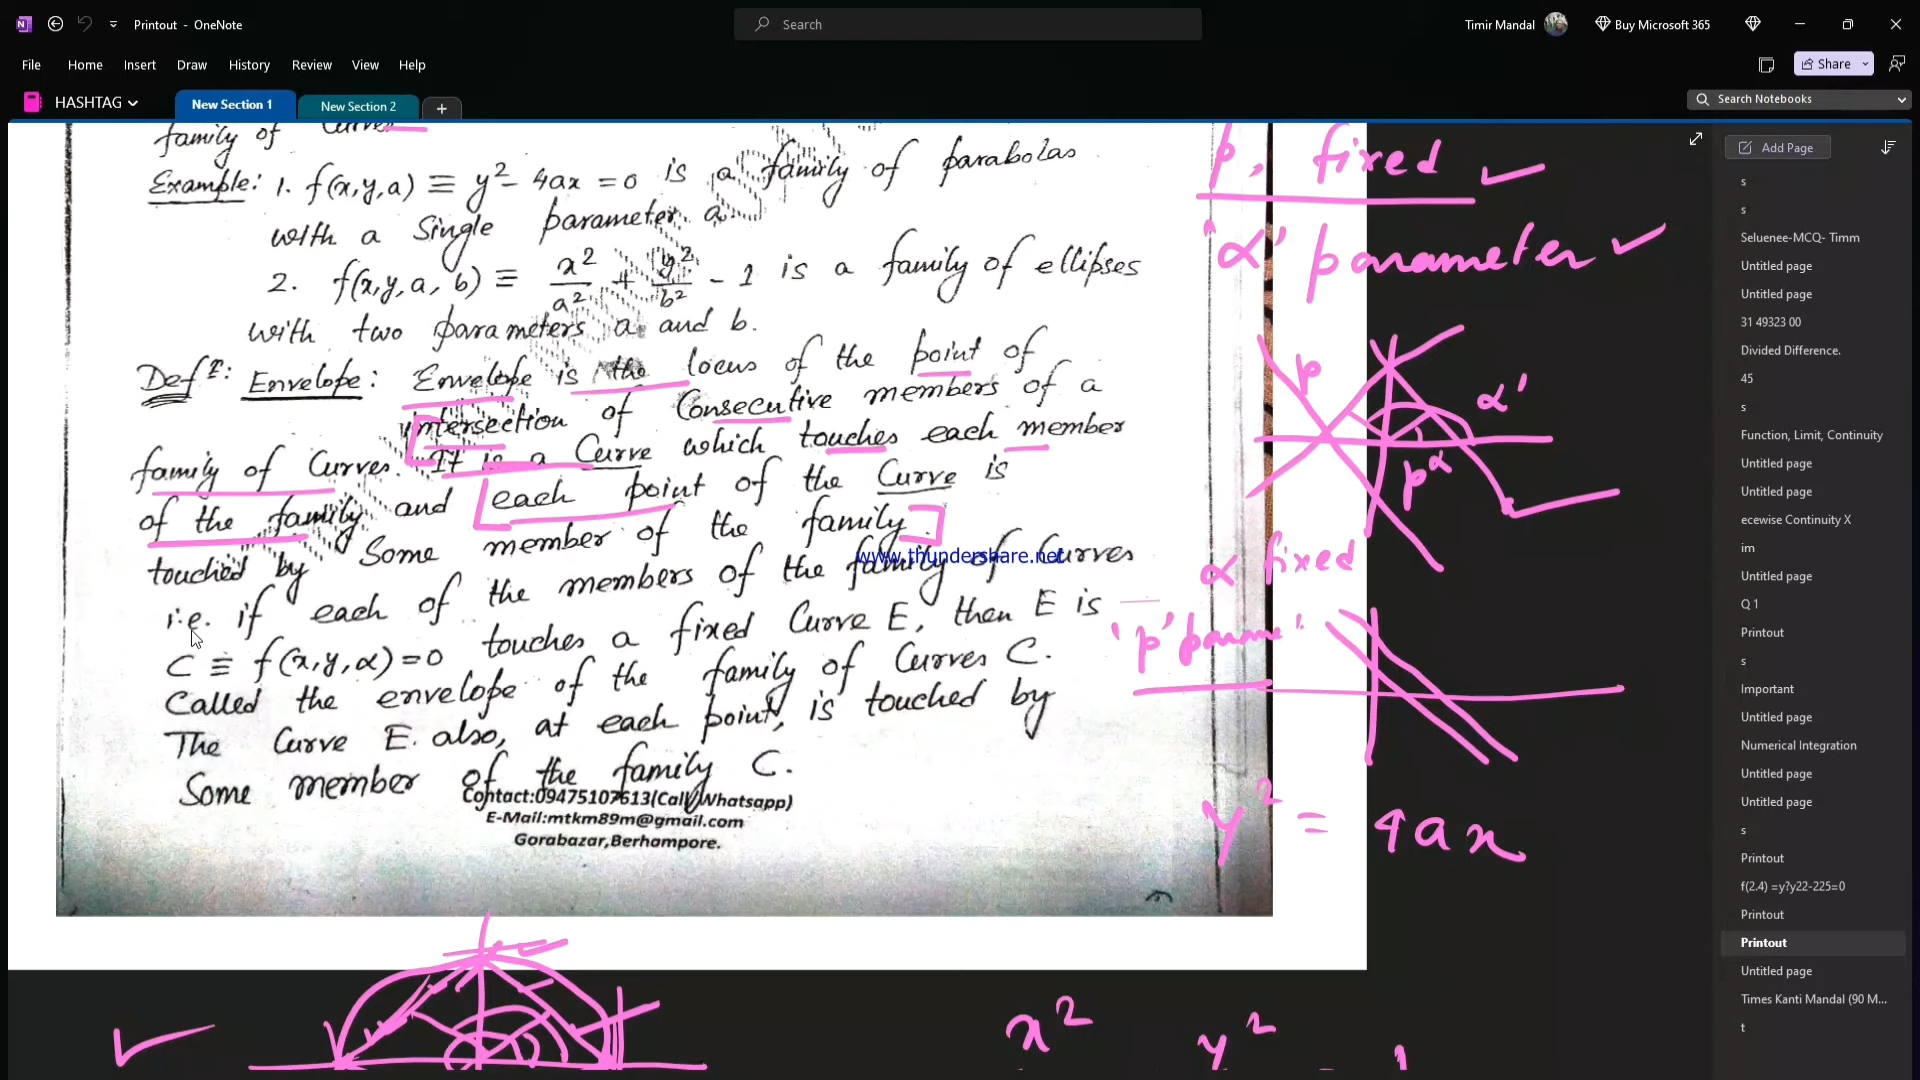 Printout - OneNote
Search
Timir Mandal
Buy Microsoft 365
File Home Insert Draw History Review View Help
Share
HASHTAG
New Section 1
New Section 2
+
Search Notebooks
family of Curves
Example: 1. f(x,y,a) ≡ y² - 4ax = 0 is a family of parabolas
with a Single parameter a.
2. f(x,y,a,b) ≡ x²/a² + y²/b² - 1 is a family of ellipses
with two parameters a and b.
Defⁿ: Envelope: Envelope is the locus of the point of
intersection of Consecutive members of a
family of Curves. It is a Curve which touches each member
of the family and each point of the Curve is
touched by Some member of the family.
i.e. if each of the members of the family of Curves
C ≡ f(x,y,α)=0 touches a fixed Curve E, then E is
Called the envelope of the family of Curves C.
The Curve E also, at each point, is touched by
Some member of the family C.
www.thundershare.net
Contact:09475107613(Call/Whatsapp)
E-Mail:mtkm89m@gmail.com
Gorabazar,Berhampore.
p, fixed
'α' parameter
p
α'
p α
α fixed
'p' parame'
y² = 4ax
x²
y²
1
Add Page
s
s
Seluenee-MCQ- Timm
Untitled page
Untitled page
31 49323 00
Divided Difference.
45
s
Function, Limit, Continuity
Untitled page
Untitled page
ecewise Continuity X
im
Untitled page
Q 1
Printout
s
Important
Untitled page
Numerical Integration
Untitled page
Untitled page
s
Printout
f(2.4) =y?y22-225=0
Printout
Printout
Untitled page
Times Kanti Mandal (90 M...
t